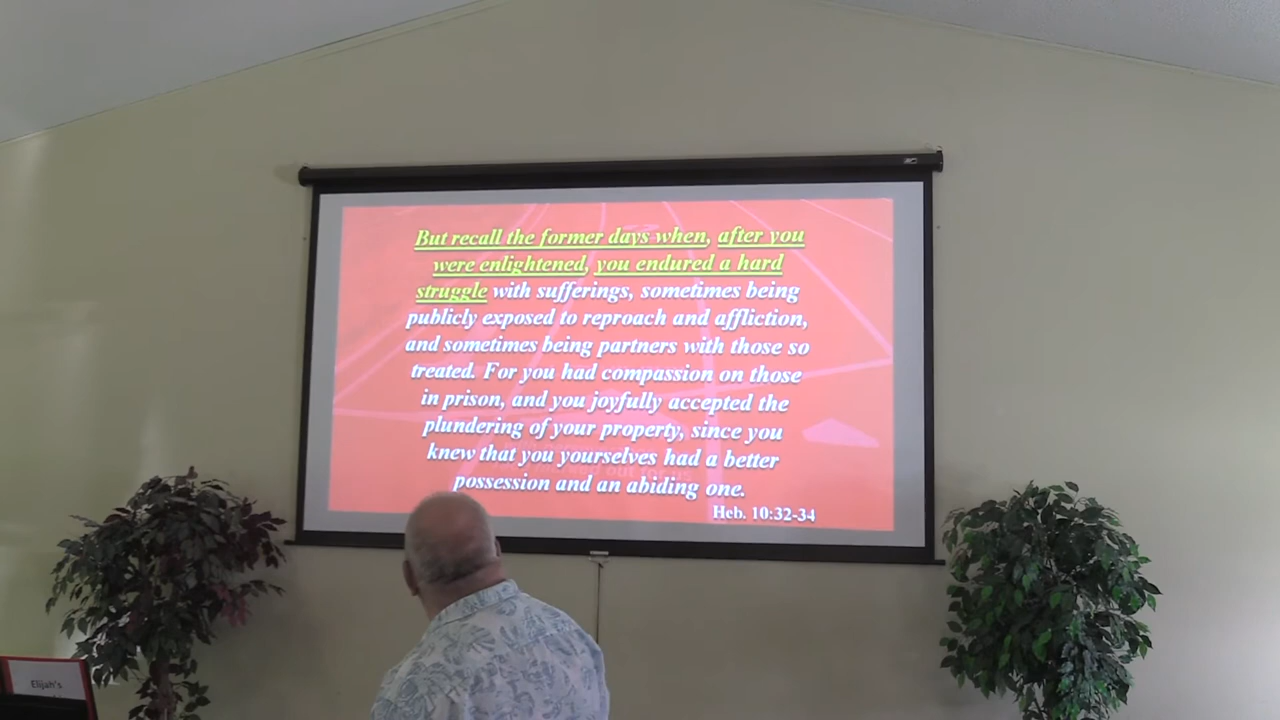 But recall the former days when, after you
were enlightened, you endured a hard
struggle with sufferings, sometimes being
publicly exposed to reproach and affliction,
and sometimes being partners with those so
treated. For you had compassion on those
in prison, and you joyfully accepted the
plundering of your property, since you
knew that you yourselves had a better
possession and an abiding one.
Heb. 10:32-34
Elijah's